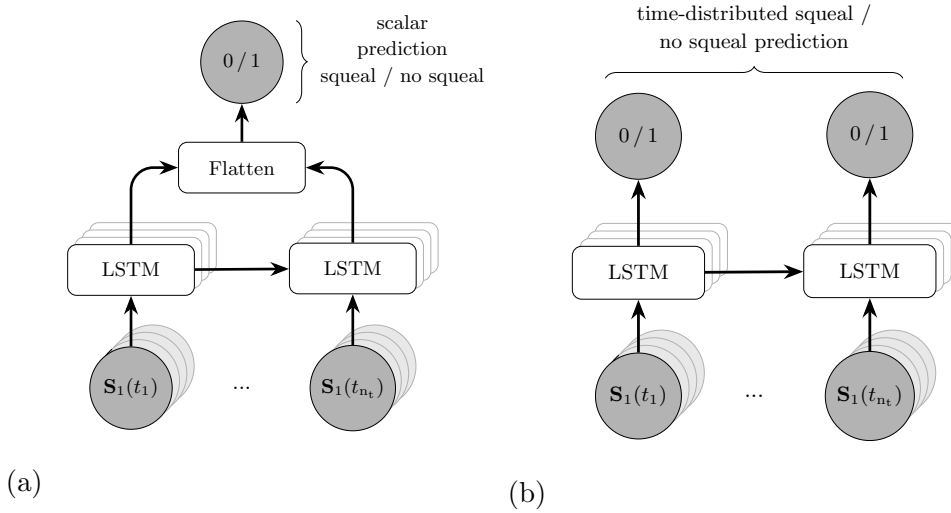 0 / 1
scalar
prediction
squeal / no squeal
Flatten
LSTM
LSTM
S₁(t₁)
...
S₁(tₙₜ)
(a)
time-distributed squeal /
no squeal prediction
0 / 1
0 / 1
LSTM
LSTM
S₁(t₁)
...
S₁(tₙₜ)
(b)